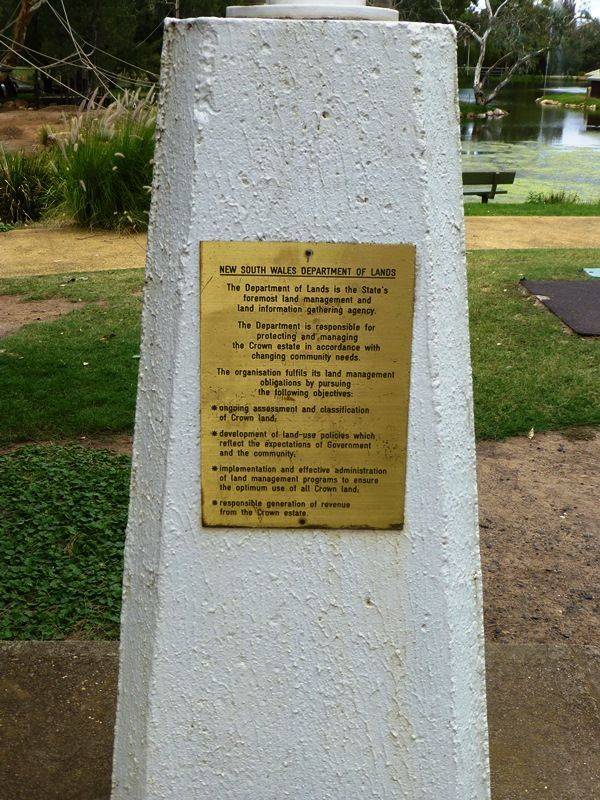 NEW SOUTH WALES DEPARTMENT OF LANDS
The Department of Lands is the State's
foremost land management and
land information gathering agency.
The Department is responsible for
protecting and managing
the Crown estate in accordance with
changing community needs.
The organisation fulfils its land management
obligations by pursuing
the following objectives:
* ongoing assessment and classification
of Crown land;
* development of land-use policies which
reflect the expectations of Government
and the community;
* implementation and effective administration
of land management programs to ensure
the optimum use of all Crown land;
* responsible generation of revenue
from the Crown estate.